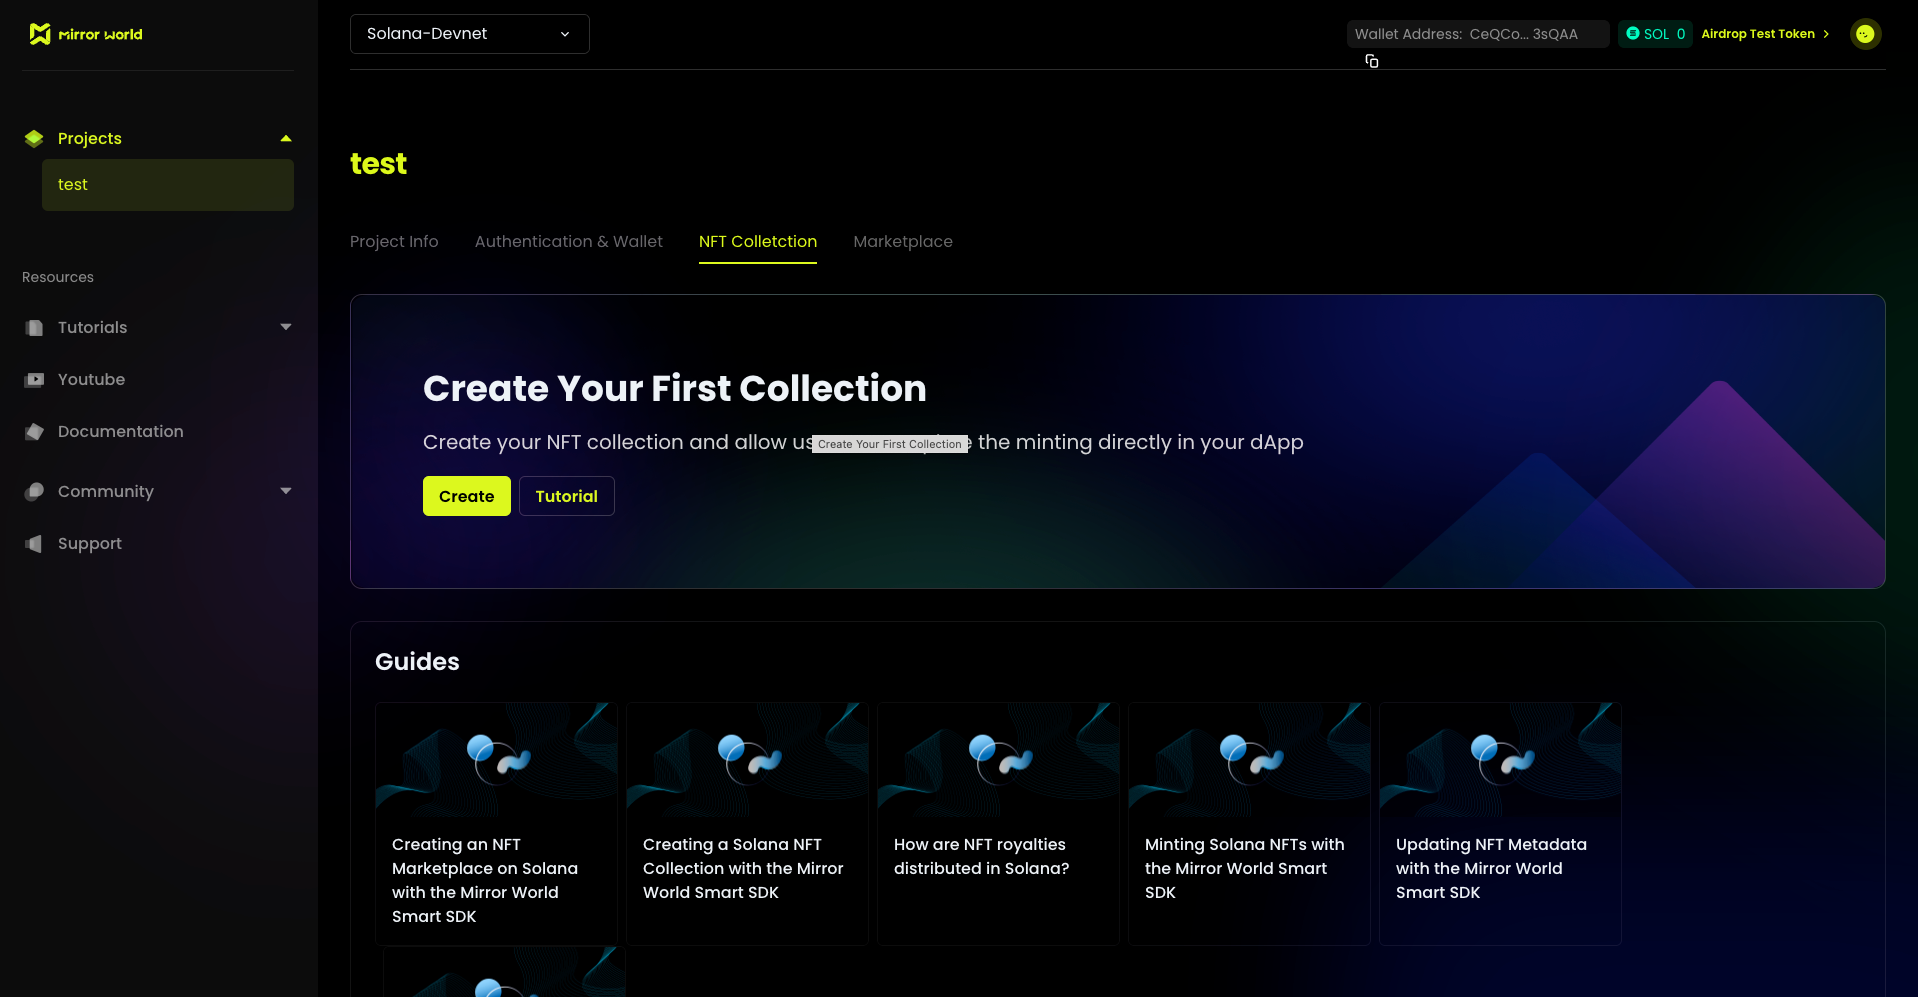 mirror world
Solana-Devnet
Wallet Address: CeQCo... 3sQAA
SOL 0
Airdrop Test Token
Projects
test
Resources
Tutorials
Youtube
Documentation
Community
Support
test
Project Info
Authentication & Wallet
NFT Colletction
Marketplace
Create Your First Collection
Create your NFT collection and allow us
Create Your First Collection
the minting directly in your dApp
Create
Tutorial
Guides
Creating an NFT
Marketplace on Solana
with the Mirror World
Smart SDK
Creating a Solana NFT
Collection with the Mirror
World Smart SDK
How are NFT royalties
distributed in Solana?
Minting Solana NFTs with
the Mirror World Smart
SDK
Updating NFT Metadata
with the Mirror World
Smart SDK